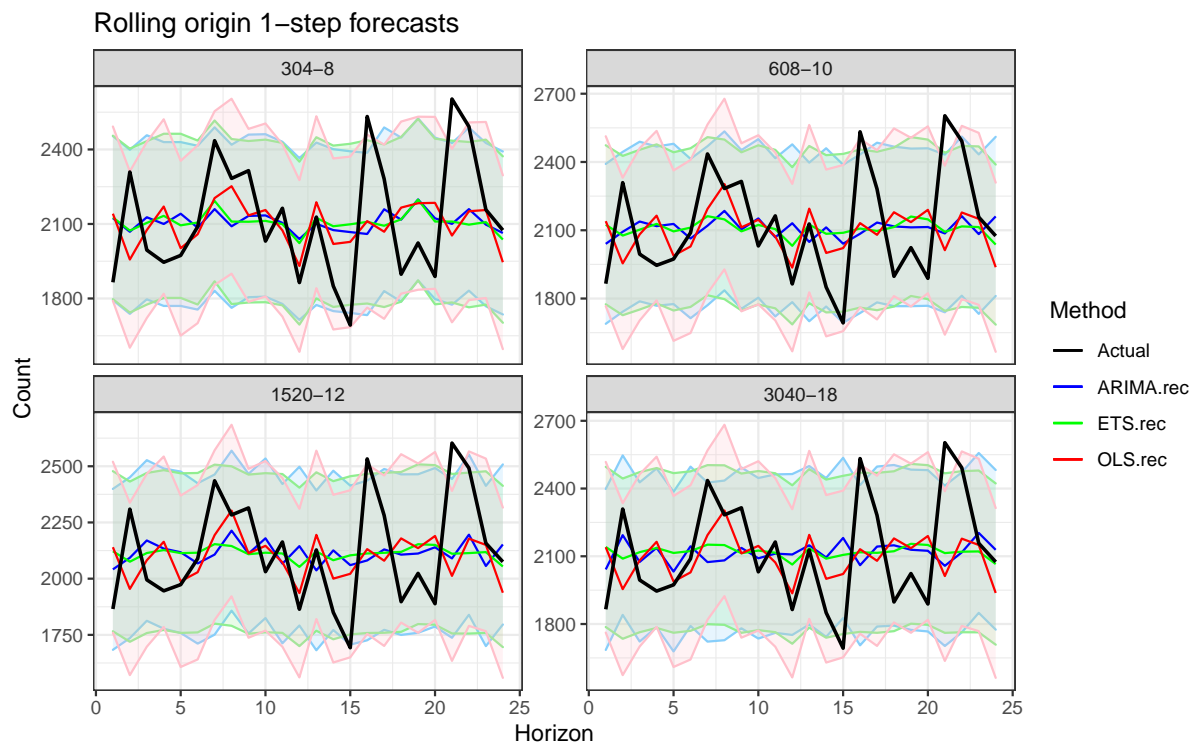 Rolling origin 1−step forecasts
304−8
608−10
2400
2100
1800
2700
2400
2100
1800
1520−12
3040−18
2500
2250
2000
1750
2700
2400
2100
1800
0 5 10 15 20 25
0 5 10 15 20 25
Horizon
Count
Method
Actual
ARIMA.rec
ETS.rec
OLS.rec